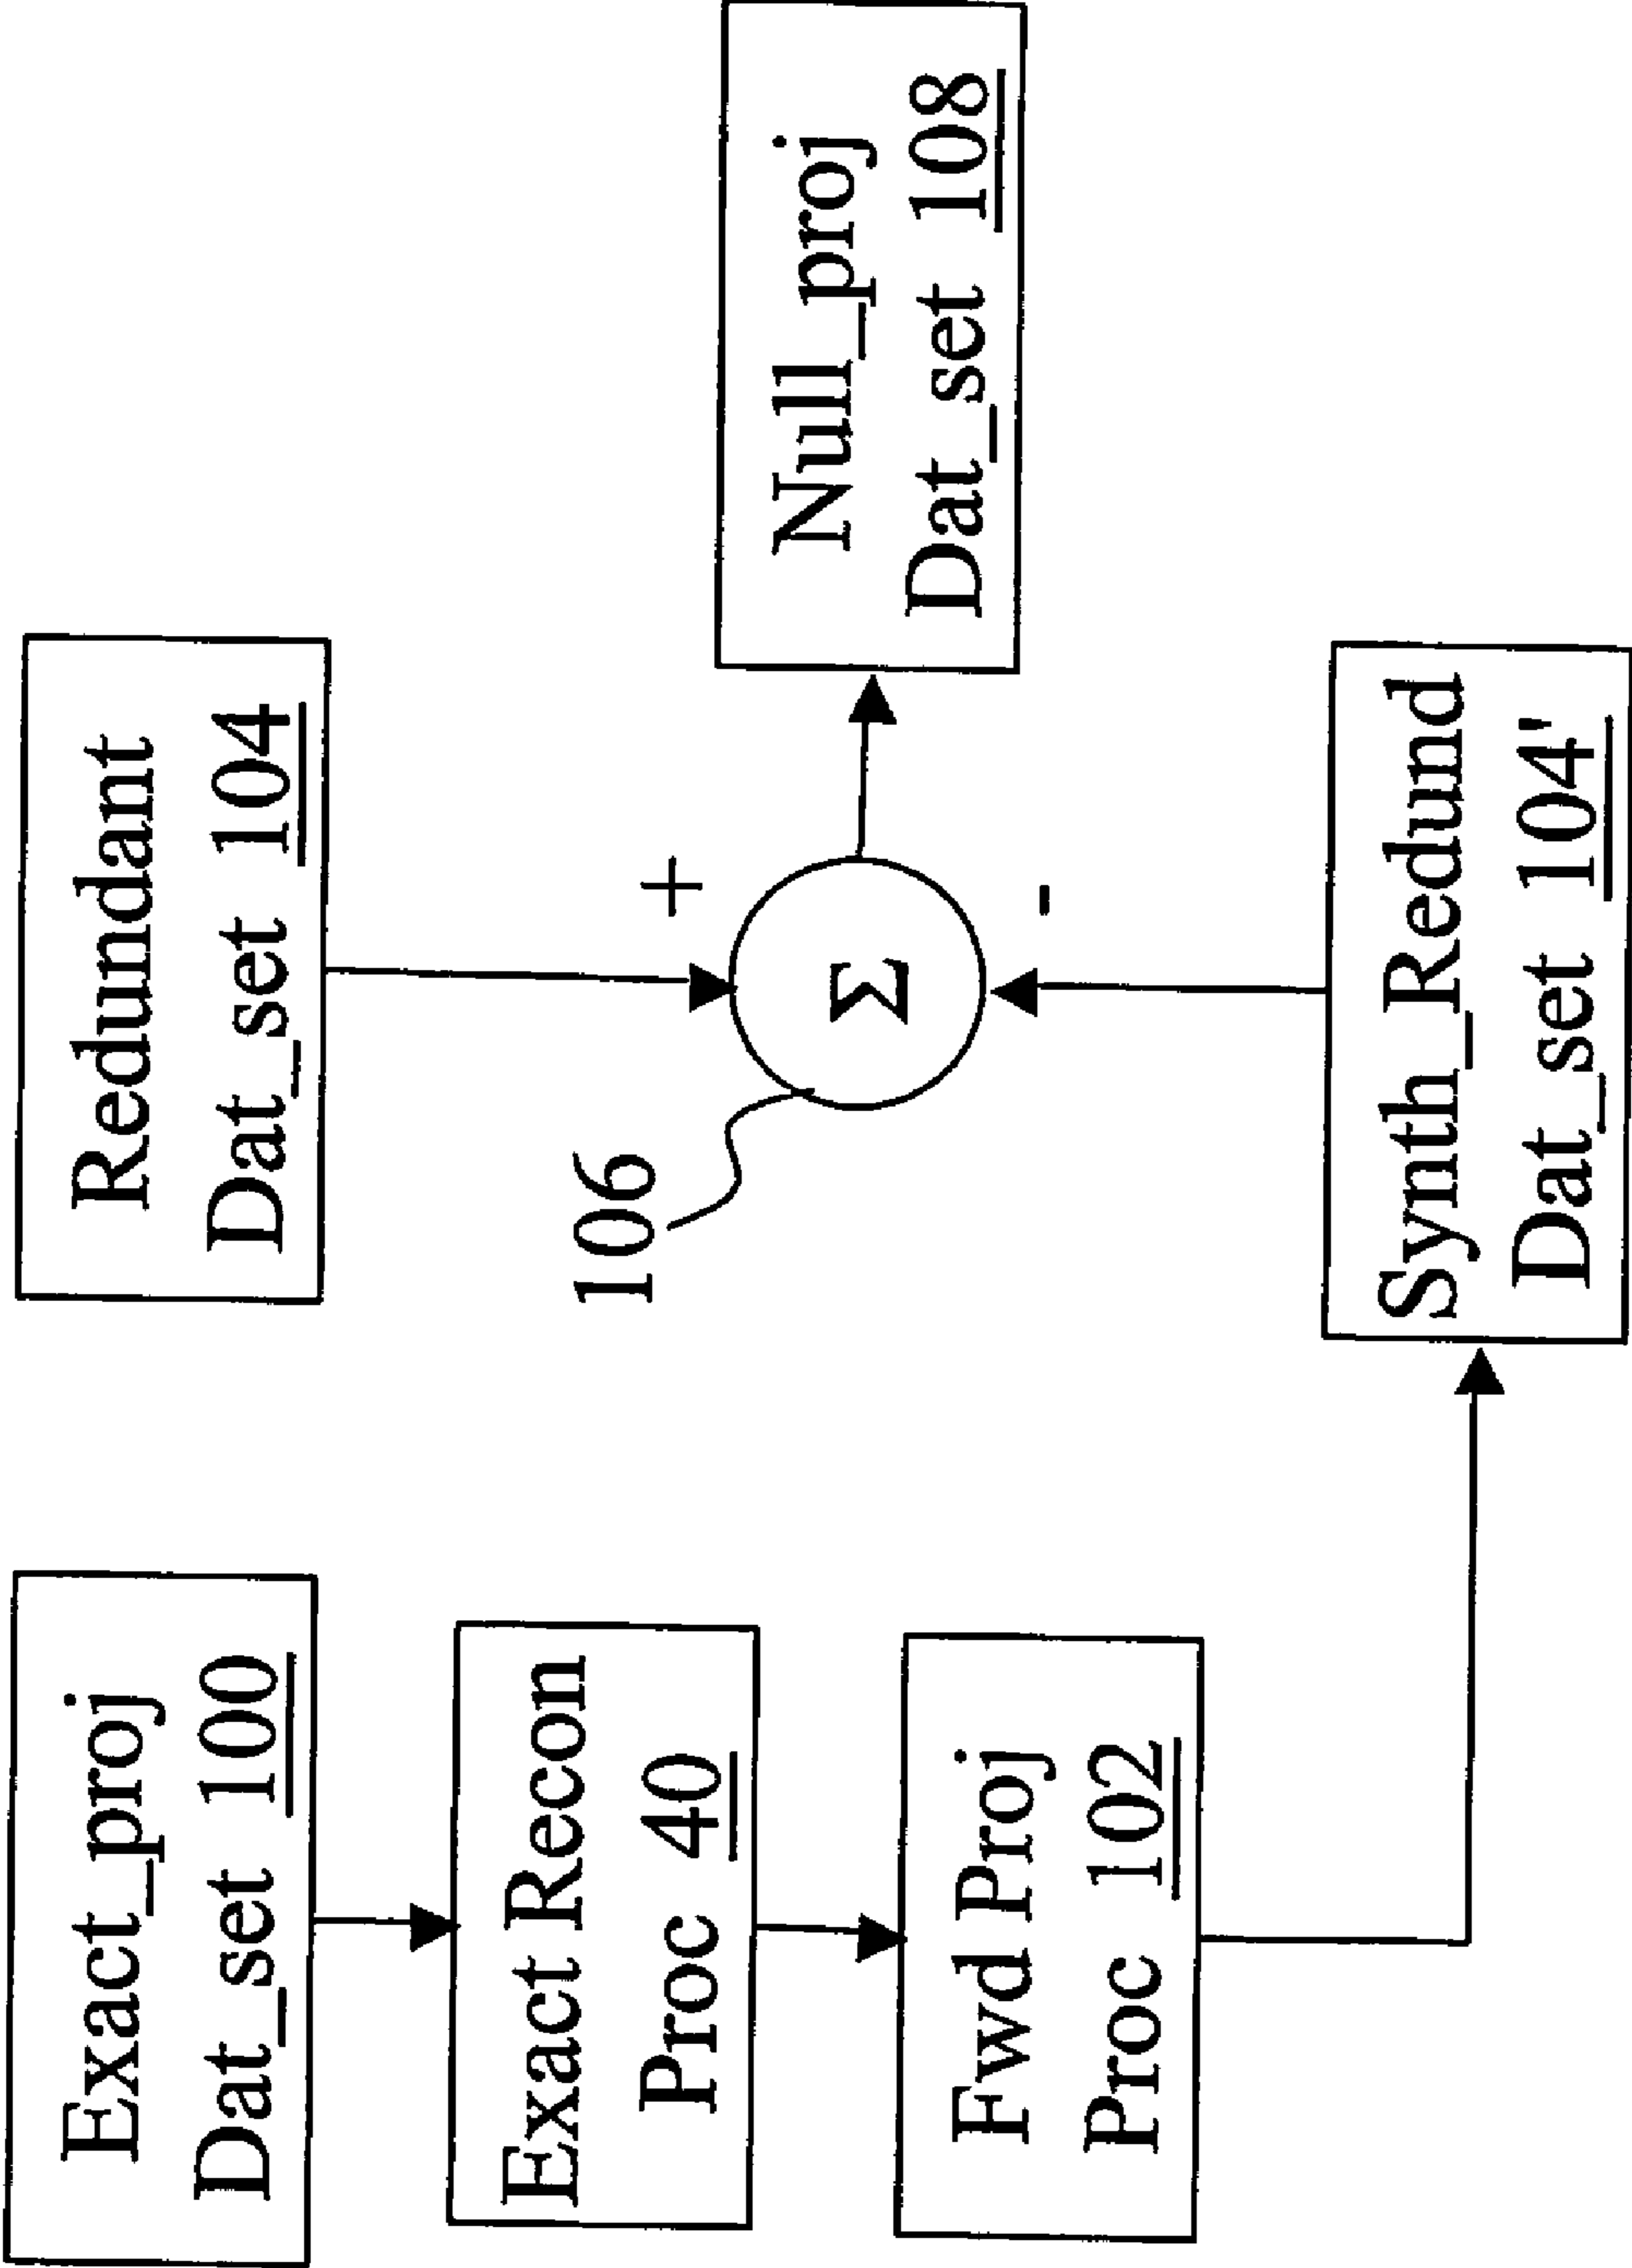 Exact_proj
Dat_set 100
Exact Recon
Proc 40
Fwd Proj
Proc 102
Redundant
Dat_set 104
106
+
Σ
-
Synth_Redund
Dat_set 104'
Null_proj
Dat_set 108